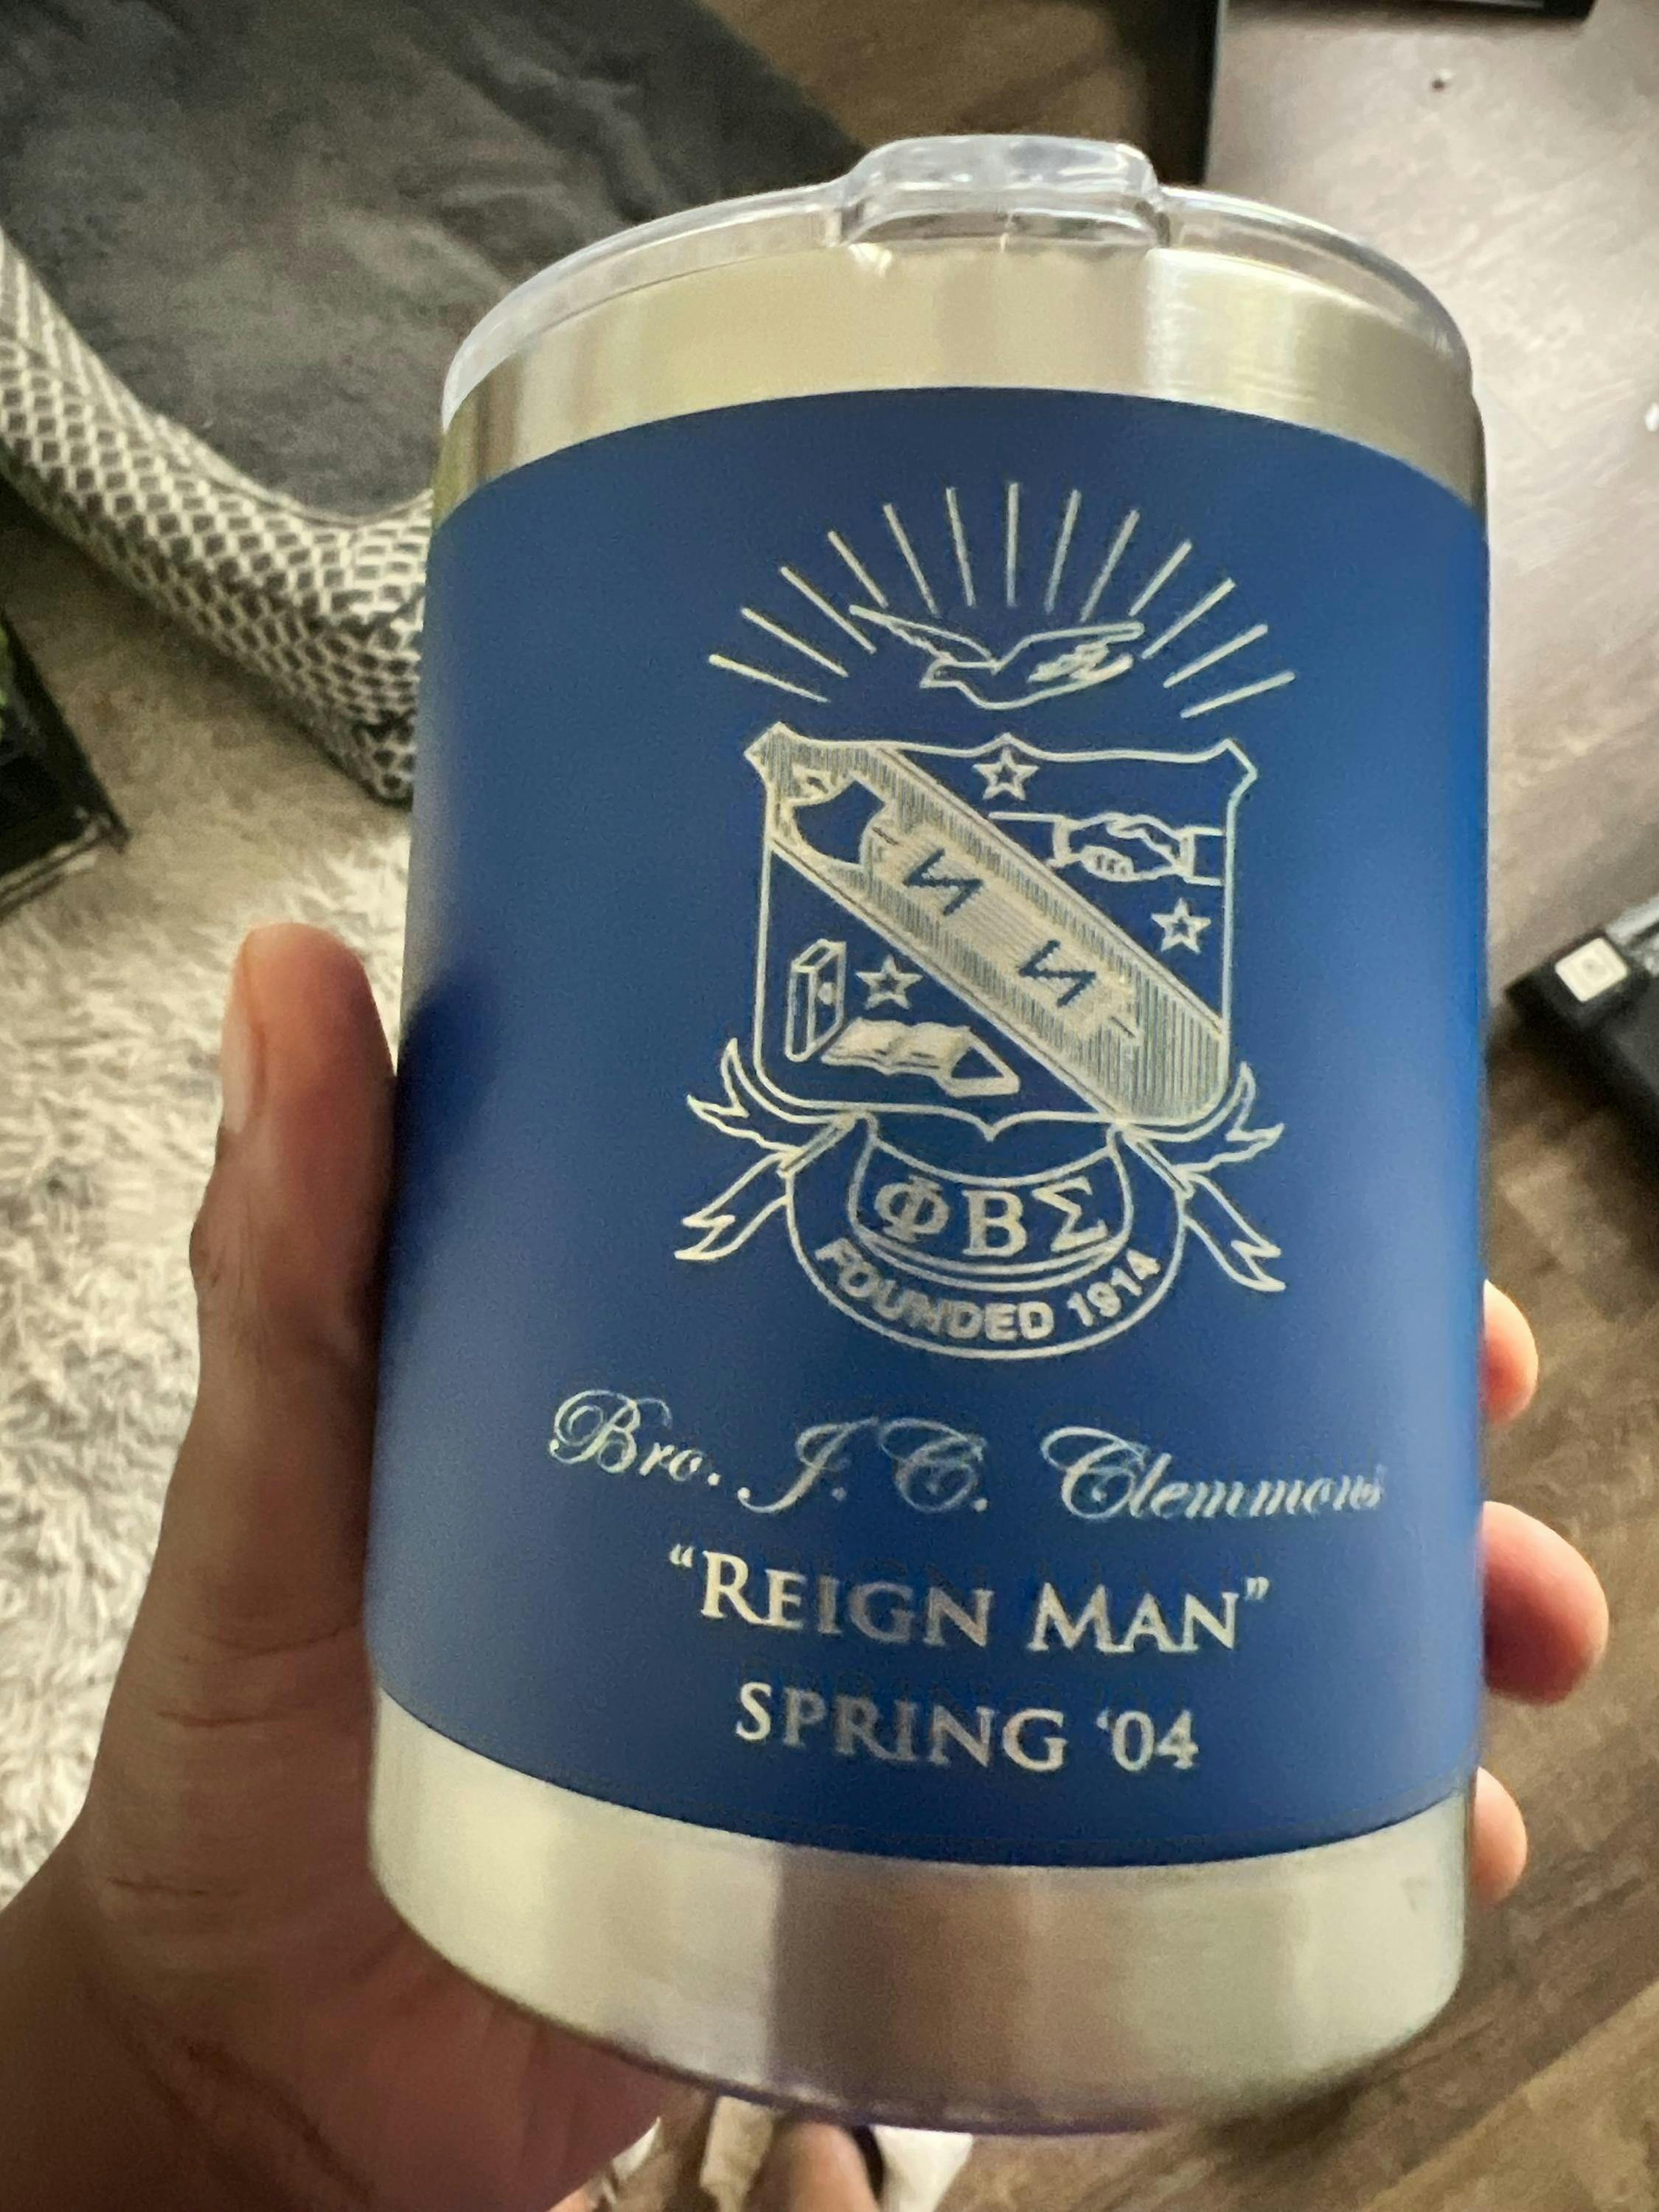 ΦΒΣ
FOUNDED 1914
Bro. J.C. Clemmons
“REIGN MAN”
SPRING ‘04